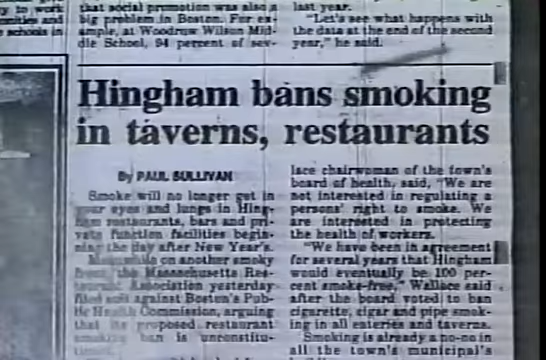 that social promotion was also a
big problem in Boston. For ex-
ample, at Woodrow Wilson Mid-
dle School, 94 percent of sev-
last year.
"Let's see what happens with
the data at the end of the second
year," he said.
schools in
Hingham bans smoking
in taverns, restaurants
By PAUL SULLIVAN
Smoke will no longer get in
your eyes and lungs in Hing-
ham restaurants, bars and pri-
vate function facilities begin-
ning the day after New Year's.
Meanwhile on another smoky
front, the Massachusetts Res-
taurant Association yesterday
filed suit against Boston's Pub-
lic Health Commission, arguing
that its proposed restaurant
smoking ban is unconstitu-
lace chairwoman of the town's
board of health, said, "We are
not interested in regulating a
persons' right to smoke. We
are interested in protecting
the health of workers.
"We have been in agreement
for several years that Hingham
would eventually be 100 per-
cent smoke-free," Wallace said
after the board voted to ban
cigarette, cigar and pipe smok-
ing in all eateries and taverns.
Smoking is already a no-no in
all the town's municipal's